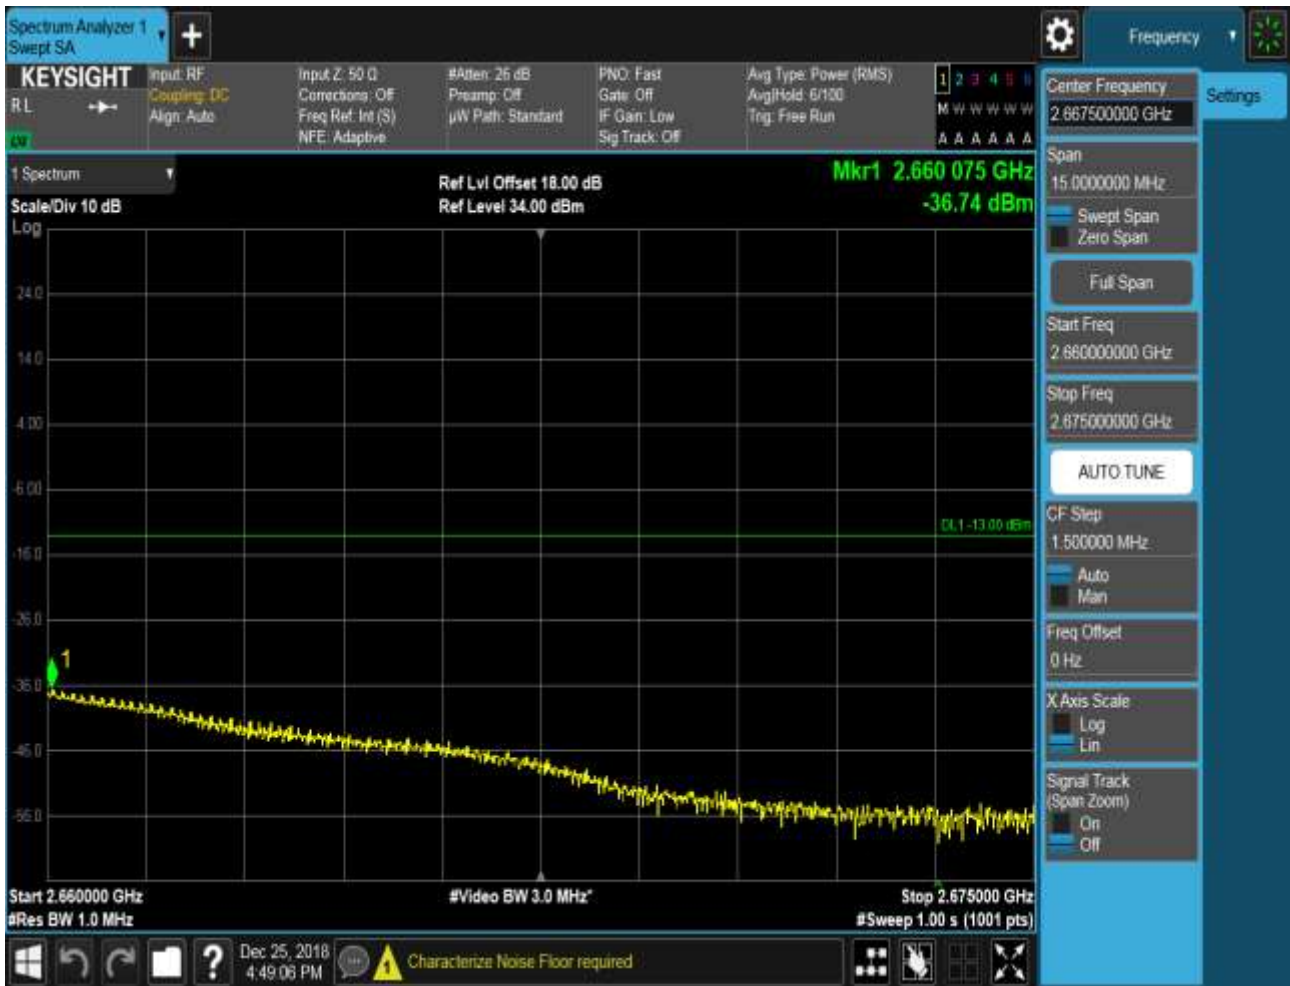 Spectrum Analyzer 1
Swept SA
+
Frequency
KEYSIGHT
RL
Input: RF
Coupling: DC
Align: Auto
Input Z: 50 Ω
Corrections: Off
Freq Ref: Int (S)
NFE: Adaptive
#Atten: 26 dB
Preamp: Off
µW Path: Standard
PNO: Fast
Gate: Off
IF Gain: Low
Sig Track: Off
Avg Type: Power (RMS)
Avg|Hold: 6/100
Trig: Free Run
1 2 3 4 5 6
M W W W W W
A A A A A A
1 Spectrum
Scale/Div 10 dB
Log
Ref Lvl Offset 18.00 dB
Ref Level 34.00 dBm
Mkr1 2.660 075 GHz
-36.74 dBm
24.0
14.0
4.00
-6.00
-16.0
-26.0
-36.0
-46.0
-56.0
DL1 -13.00 dBm
1
Start 2.660000 GHz
#Res BW 1.0 MHz
#Video BW 3.0 MHz*
Stop 2.675000 GHz
#Sweep 1.00 s (1001 pts)
Center Frequency
2.667500000 GHz
Settings
Span
15.0000000 MHz
Swept Span
Zero Span
Full Span
Start Freq
2.660000000 GHz
Stop Freq
2.675000000 GHz
AUTO TUNE
CF Step
1.500000 MHz
Auto
Man
Freq Offset
0 Hz
X Axis Scale
Log
Lin
Signal Track
(Span Zoom)
On
Off
?
Dec 25, 2018
4:49:06 PM
1
Characterize Noise Floor required